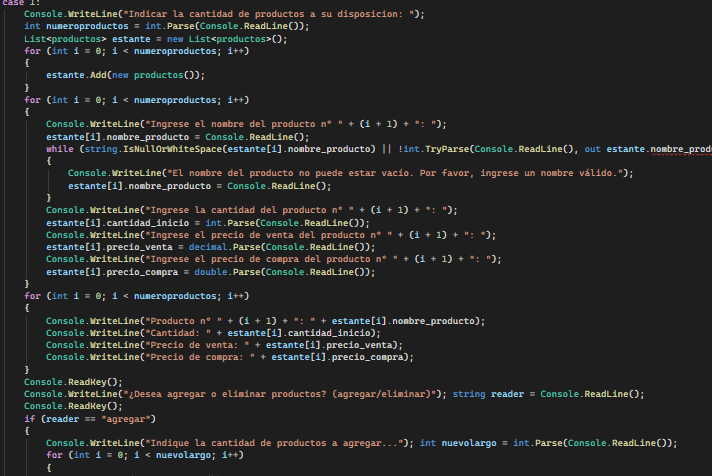 case 1:
Console.WriteLine("Indicar la cantidad de productos a su disposicion: ");
int numeroproductos = int.Parse(Console.ReadLine());
List<productos> estante = new List<productos>();
for (int i = 0; i < numeroproductos; i++)
{
estante.Add(new productos());
}
for (int i = 0; i < numeroproductos; i++)
{
Console.WriteLine("Ingrese el nombre del producto n° " + (i + 1) + ": ");
estante[i].nombre_producto = Console.ReadLine();
while (string.IsNullOrWhiteSpace(estante[i].nombre_producto) || !int.TryParse(Console.ReadLine(), out estante.nombre_prod
{
Console.WriteLine("El nombre del producto no puede estar vacío. Por favor, ingrese un nombre válido.");
estante[i].nombre_producto = Console.ReadLine();
}
Console.WriteLine("Ingrese la cantidad del producto n° " + (i + 1) + ": ");
estante[i].cantidad_inicio = int.Parse(Console.ReadLine());
Console.WriteLine("Ingrese el precio de venta del producto n° " + (i + 1) + ": ");
estante[i].precio_venta = decimal.Parse(Console.ReadLine());
Console.WriteLine("Ingrese el precio de compra del producto n° " + (i + 1) + ": ");
estante[i].precio_compra = double.Parse(Console.ReadLine());
}
for (int i = 0; i < numeroproductos; i++)
{
Console.WriteLine("Producto n° " + (i + 1) + ": " + estante[i].nombre_producto);
Console.WriteLine("Cantidad: " + estante[i].cantidad_inicio);
Console.WriteLine("Precio de venta: " + estante[i].precio_venta);
Console.WriteLine("Precio de compra: " + estante[i].precio_compra);
}
Console.ReadKey();
Console.WriteLine("¿Desea agregar o eliminar productos? (agregar/eliminar)"); string reader = Console.ReadLine();
Console.ReadKey();
if (reader == "agregar")
{
Console.WriteLine("Indique la cantidad de productos a agregar..."); int nuevolargo = int.Parse(Console.ReadLine());
for (int i = 0; i < nuevolargo; i++)
{